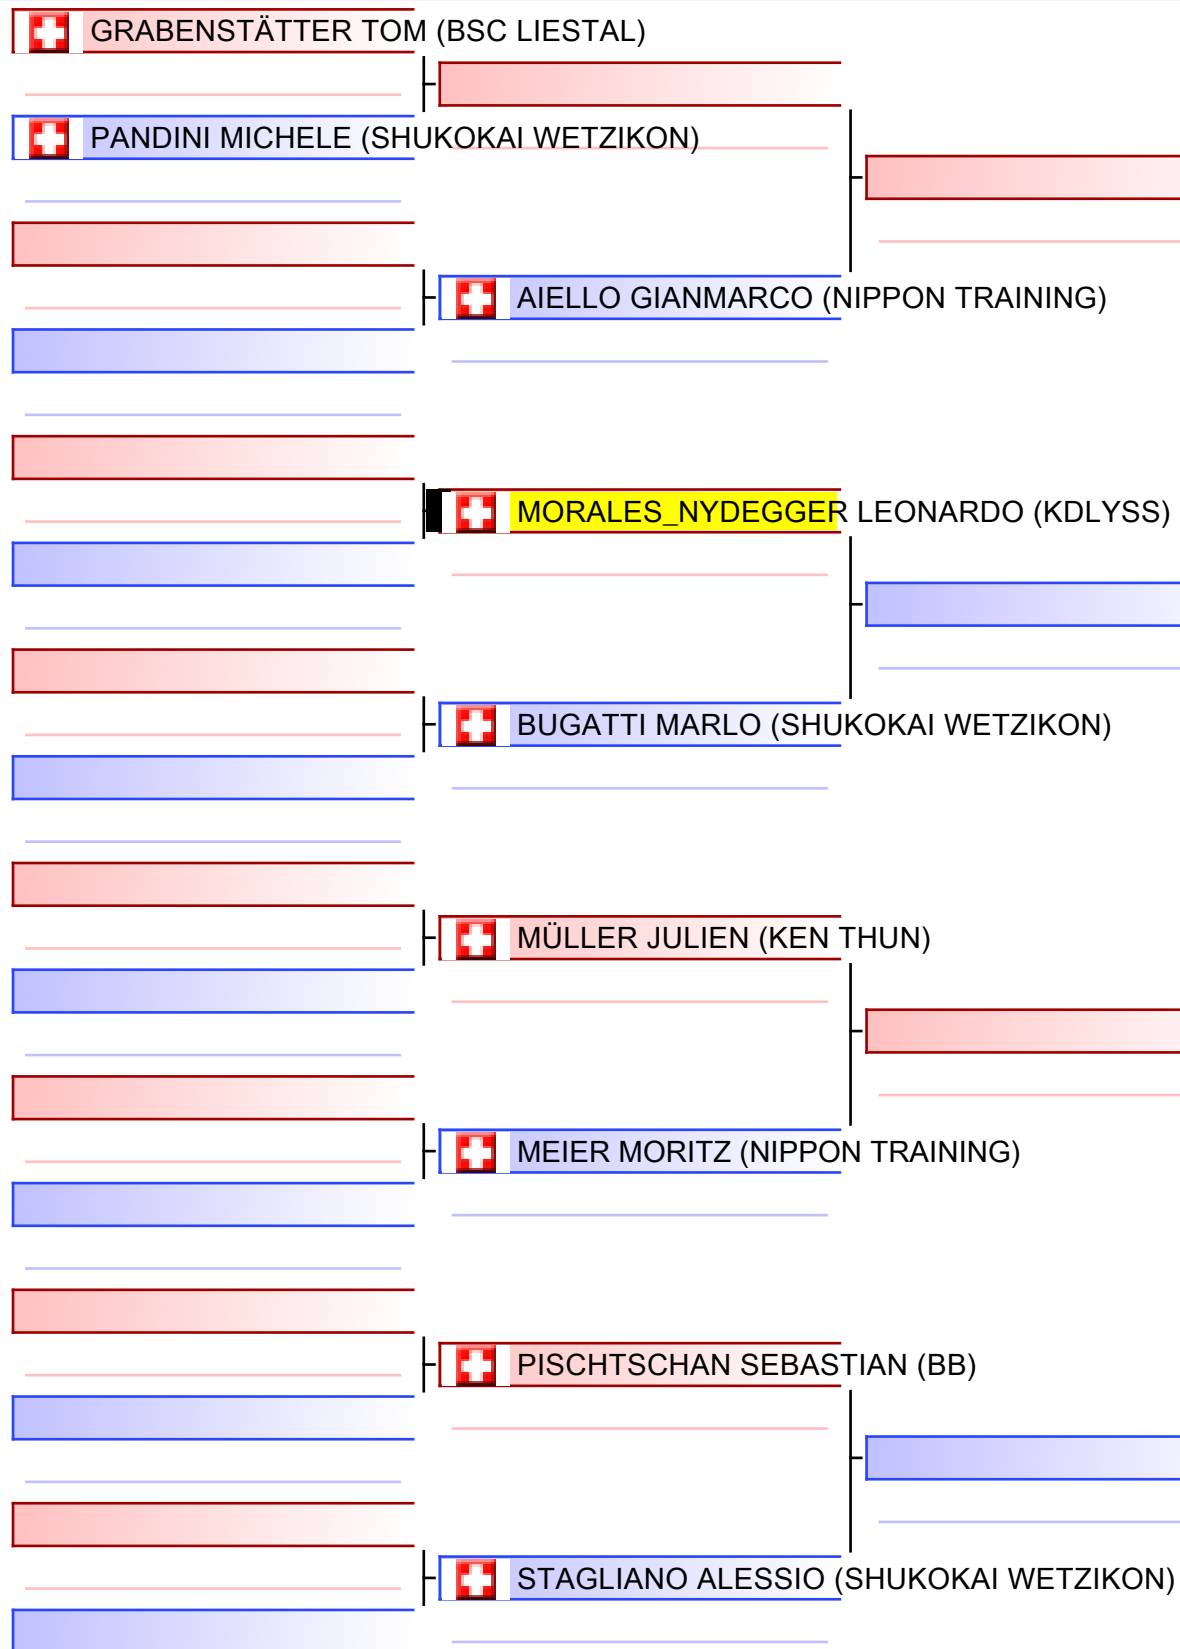 GRABENSTÄTTER TOM (BSC LIESTAL)
PANDINI MICHELE (SHUKOKAI WETZIKON)
AIELLO GIANMARCO (NIPPON TRAINING)
MORALES_NYDEGGER LEONARDO (KDLYSS)
BUGATTI MARLO (SHUKOKAI WETZIKON)
MÜLLER JULIEN (KEN THUN)
MEIER MORITZ (NIPPON TRAINING)
PISCHTSCHAN SEBASTIAN (BB)
STAGLIANO ALESSIO (SHUKOKAI WETZIKON)